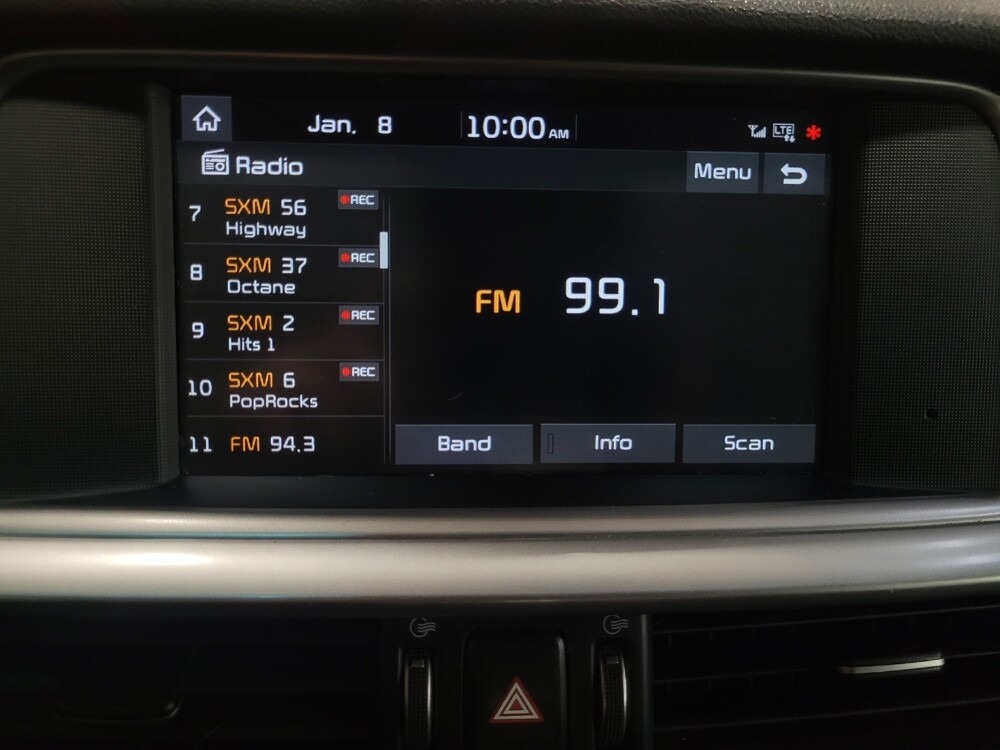 Jan. 8 10:00 AM LTE
Radio Menu
7 SXM 56 REC
Highway
8 SXM 37 REC
Octane
9 SXM 2 REC
Hits 1
10 SXM 6 REC
PopRocks
11 FM 94.3
FM 99.1
Band Info Scan